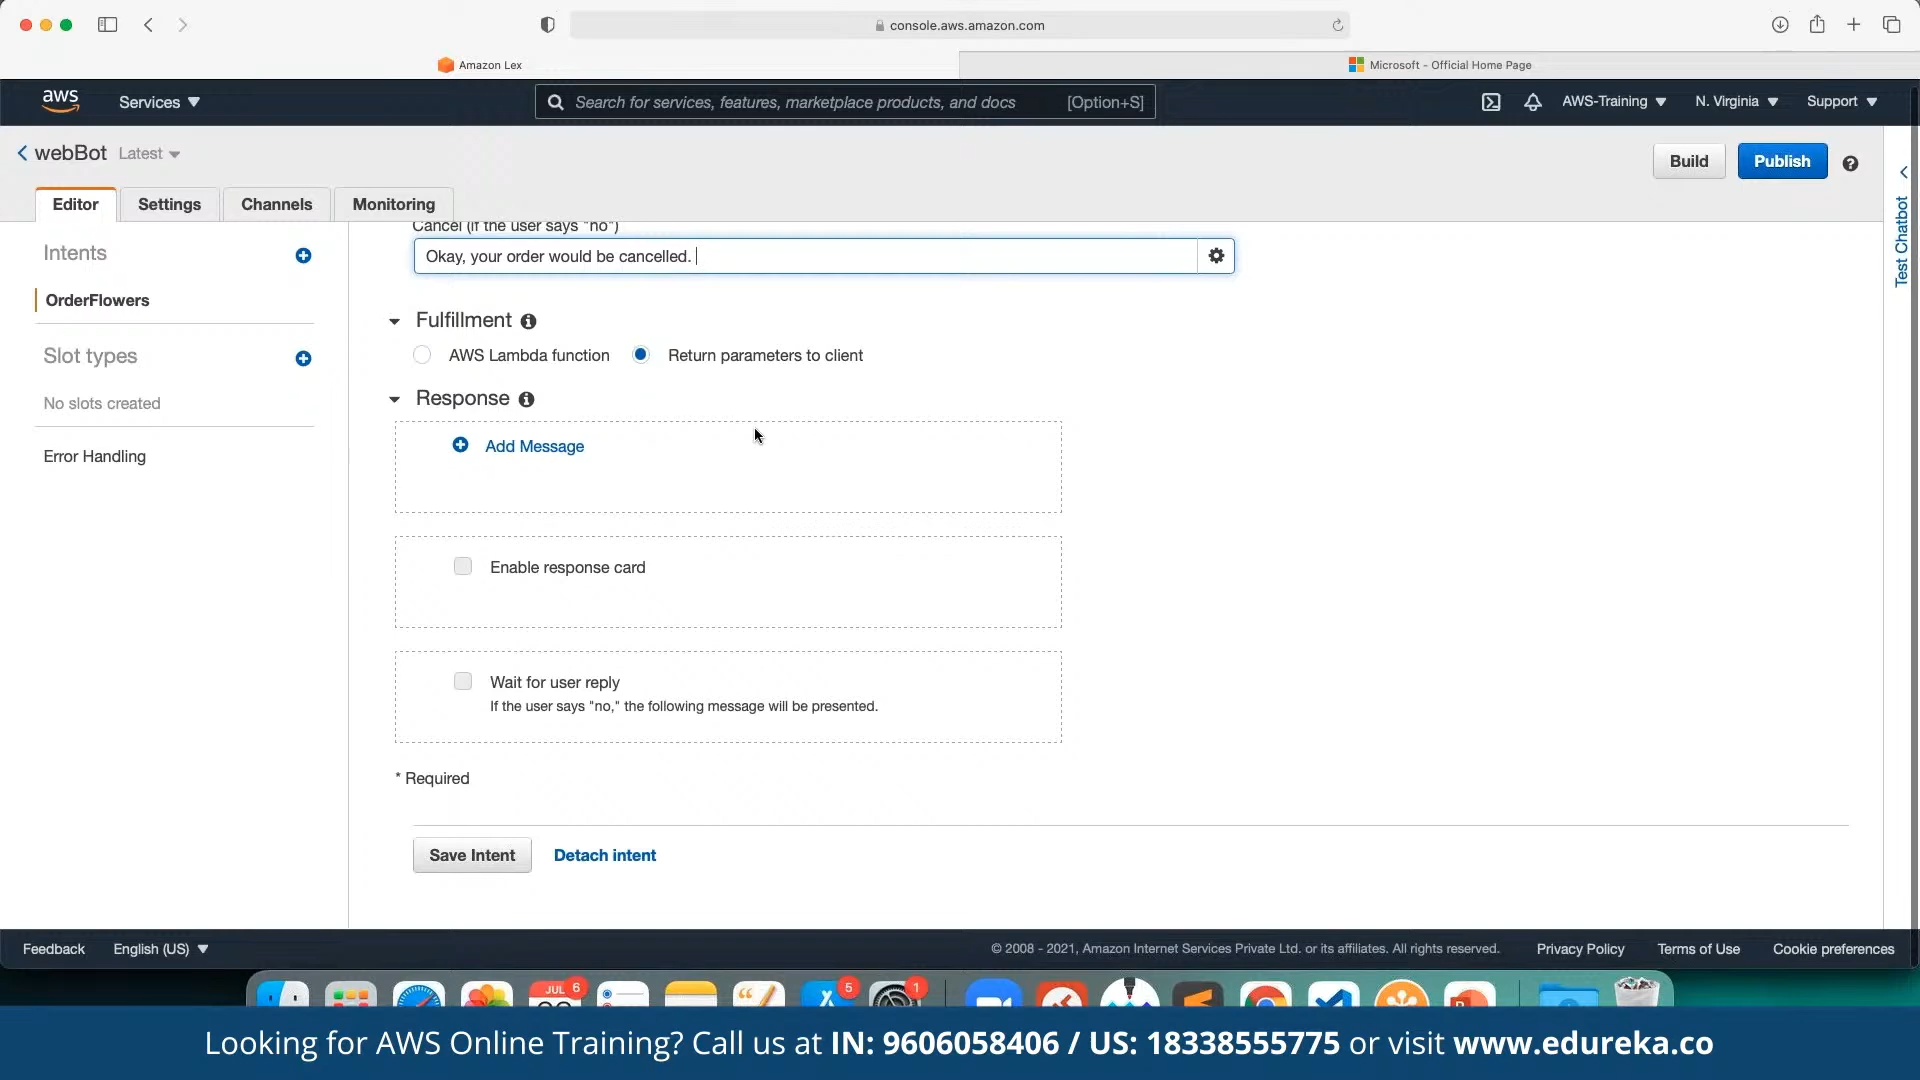 console.aws.amazon.com
Amazon Lex
Microsoft - Official Home Page
aws
Services
Search for services, features, marketplace products, and docs
[Option+S]
AWS-Training
N. Virginia
Support
webBot Latest
Build
Publish
Test Chatbot
Editor
Settings
Channels
Monitoring
Cancel (if the user says "no")
Okay, your order would be cancelled.
Intents
OrderFlowers
Slot types
No slots created
Error Handling
Fulfillment
AWS Lambda function
Return parameters to client
Response
Add Message
Enable response card
Wait for user reply
If the user says "no," the following message will be presented.
* Required
Save Intent
Detach intent
Feedback
English (US)
© 2008 - 2021, Amazon Internet Services Private Ltd. or its affiliates. All rights reserved.
Privacy Policy
Terms of Use
Cookie preferences
JUL 6
5
1
Looking for AWS Online Training? Call us at IN: 9606058406 / US: 18338555775 or visit www.edureka.co